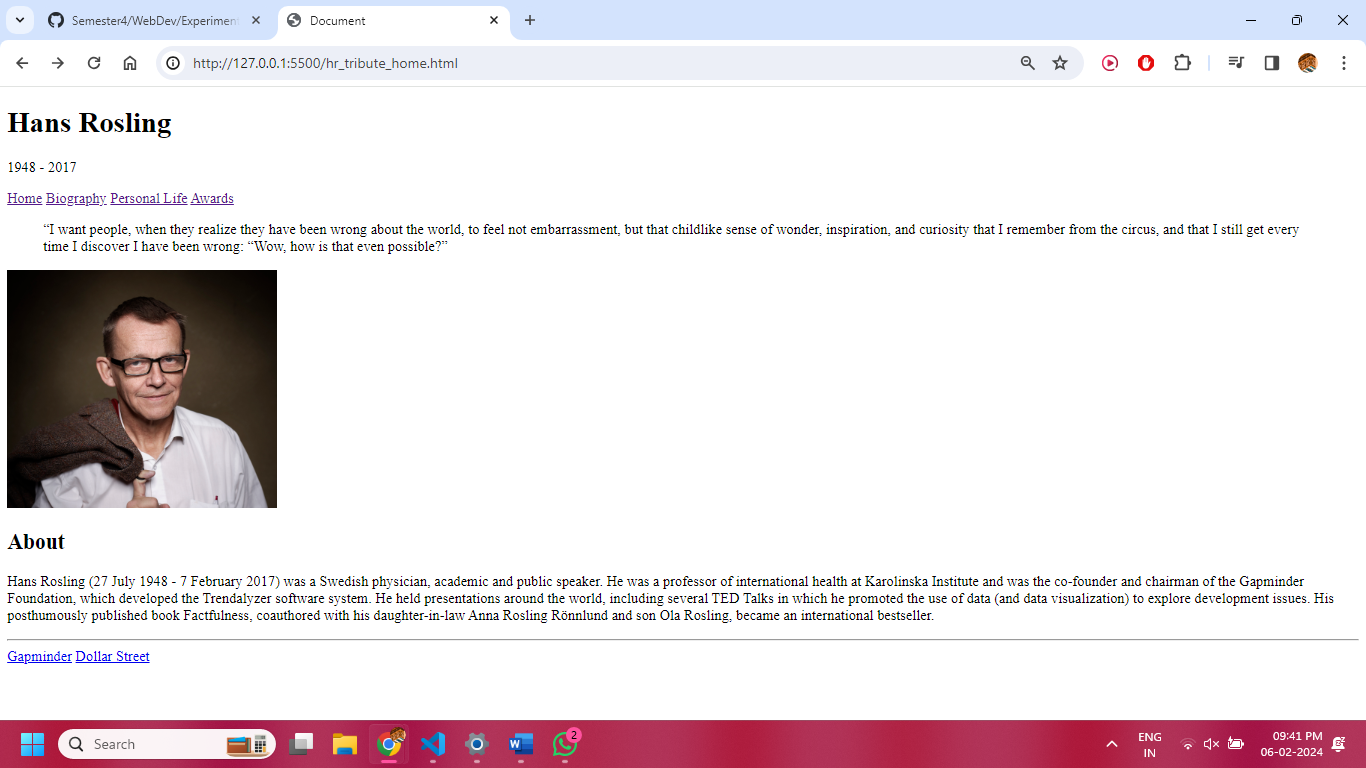 Semester4/WebDev/Experimen
Document
http://127.0.0.1:5500/hr_tribute_home.html
Hans Rosling
1948 - 2017
Home Biography Personal Life Awards
“I want people, when they realize they have been wrong about the world, to feel not embarrassment, but that childlike sense of wonder, inspiration, and curiosity that I remember from the circus, and that I still get every
time I discover I have been wrong: “Wow, how is that even possible?”
About
Hans Rosling (27 July 1948 - 7 February 2017) was a Swedish physician, academic and public speaker. He was a professor of international health at Karolinska Institute and was the co-founder and chairman of the Gapminder
Foundation, which developed the Trendalyzer software system. He held presentations around the world, including several TED Talks in which he promoted the use of data (and data visualization) to explore development issues. His
posthumously published book Factfulness, coauthored with his daughter-in-law Anna Rosling Rönnlund and son Ola Rosling, became an international bestseller.
Gapminder Dollar Street
Search
2
ENG
IN
09:41 PM
06-02-2024